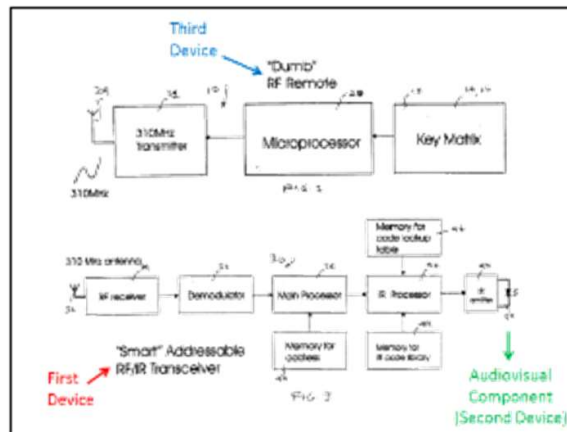 Third
Device
"Dumb"
RF Remote
310MHz
Transmitter
Microprocessor
Key Matrix
310MHz
Memory for
code lookup
table
310 MHz antenna
RF receiver
Demodulator
Main Processor
IR Processor
IR
emitter
Memory for
address
Memory for
IR code library
"Smart" Addressable
RF/IR Transceiver
First
Device
Audiovisual
Component
(Second Device)